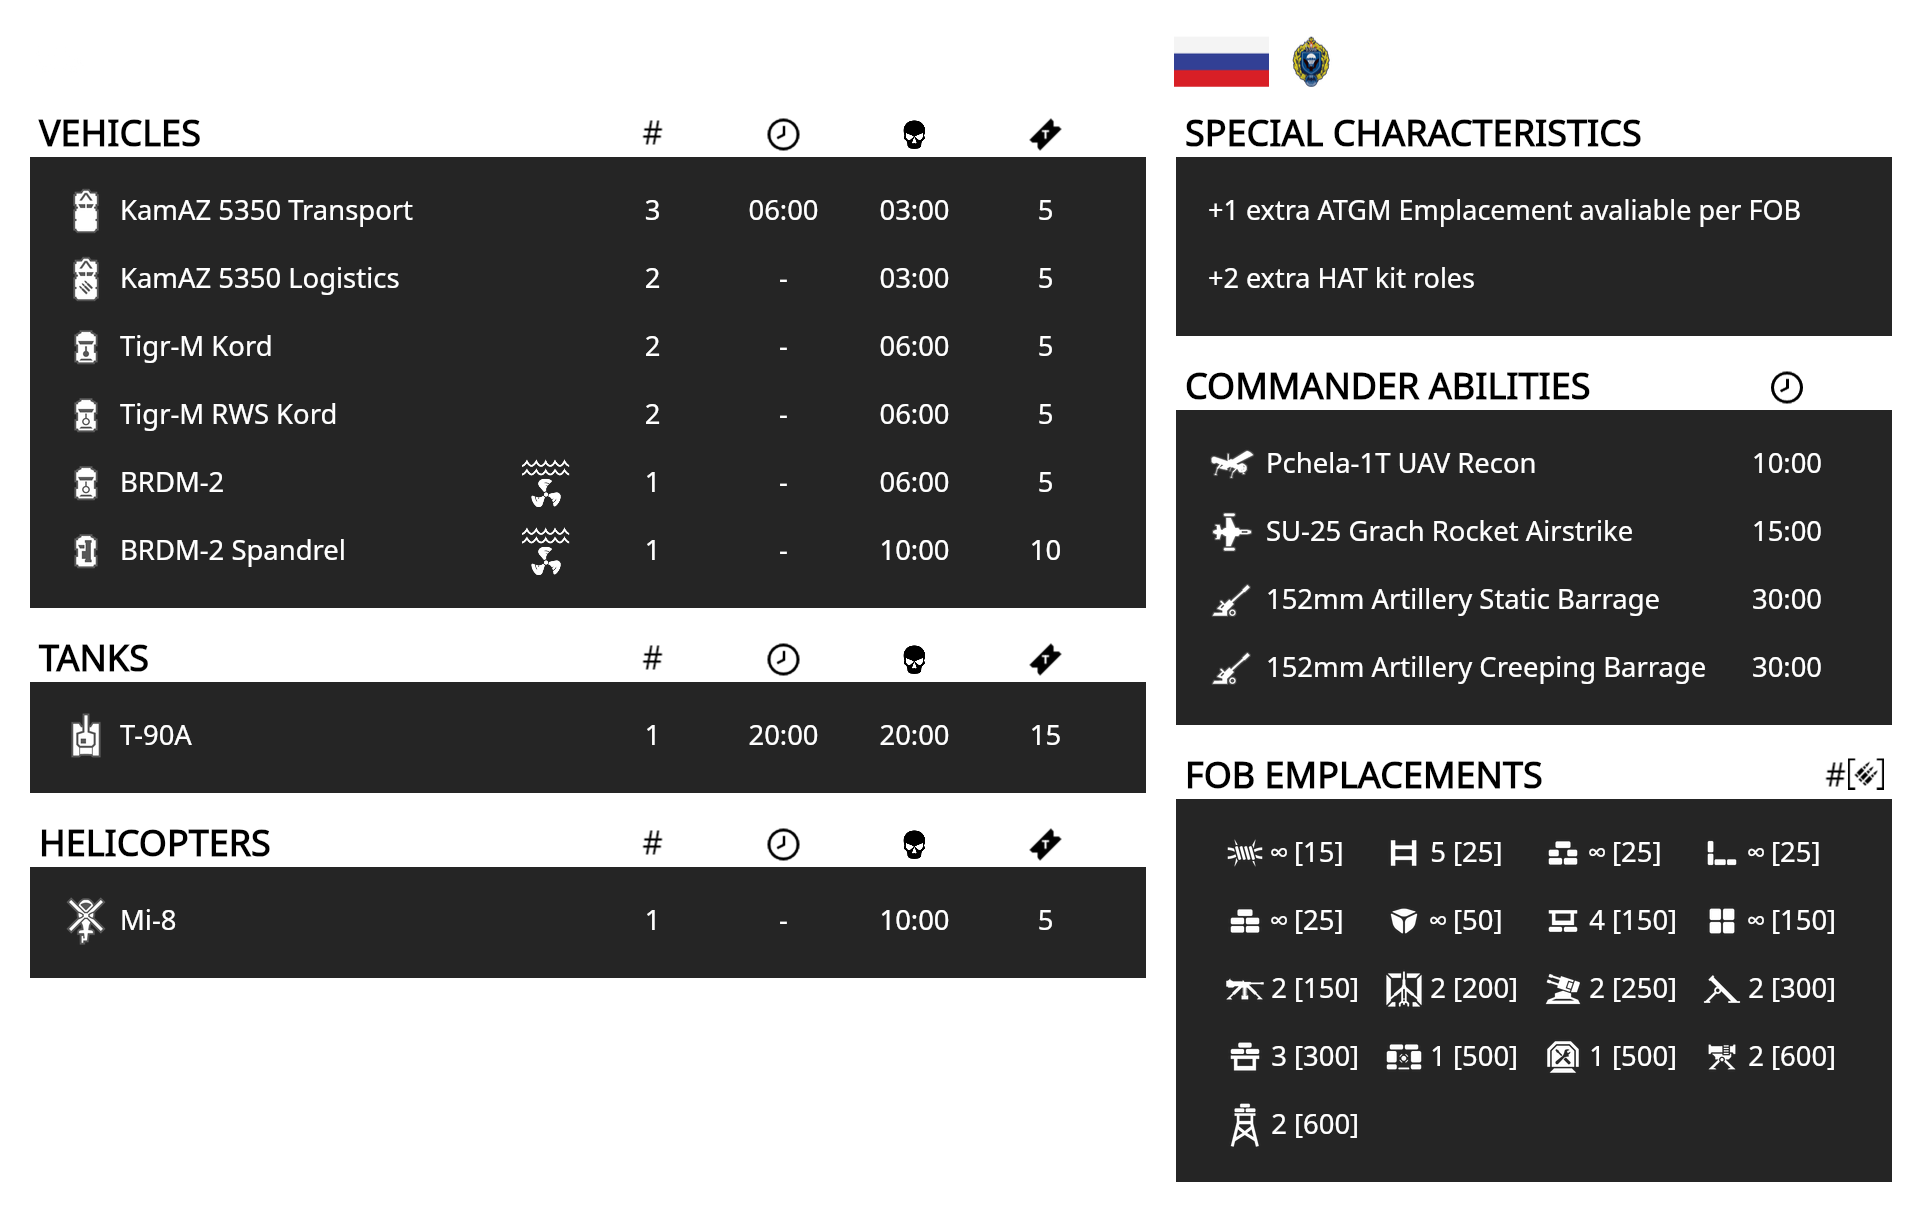 VEHICLES #
KamAZ 5350 Transport 3 06:00 03:00 5
KamAZ 5350 Logistics 2 - 03:00 5
Tigr-M Kord 2 - 06:00 5
Tigr-M RWS Kord 2 - 06:00 5
BRDM-2 1 - 06:00 5
BRDM-2 Spandrel 1 - 10:00 10
TANKS #
T-90A 1 20:00 20:00 15
HELICOPTERS #
Mi-8 1 - 10:00 5
SPECIAL CHARACTERISTICS
+1 extra ATGM Emplacement avaliable per FOB
+2 extra HAT kit roles
COMMANDER ABILITIES
Pchela-1T UAV Recon 10:00
SU-25 Grach Rocket Airstrike 15:00
152mm Artillery Static Barrage 30:00
152mm Artillery Creeping Barrage 30:00
FOB EMPLACEMENTS #[]
∞ [15] 5 [25] ∞ [25] ∞ [25]
∞ [25] ∞ [50] 4 [150] ∞ [150]
2 [150] 2 [200] 2 [250] 2 [300]
3 [300] 1 [500] 1 [500] 2 [600]
2 [600]